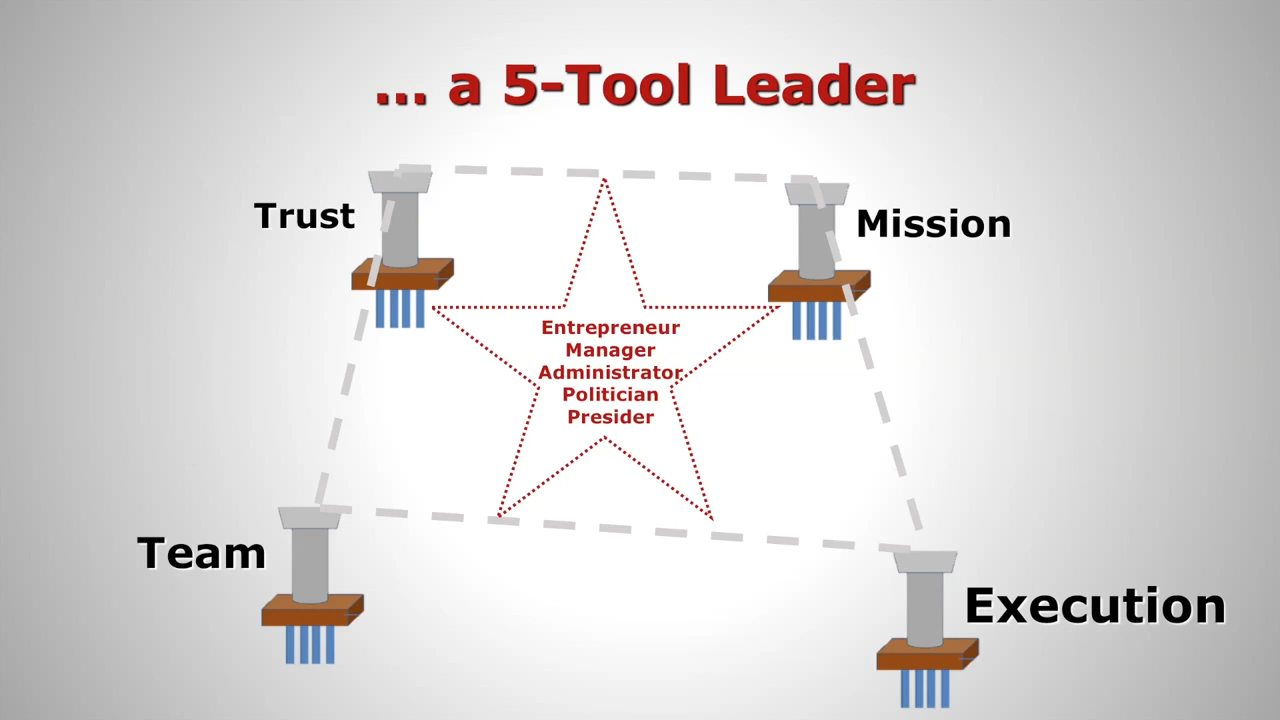 ... a 5-Tool Leader
Trust
Mission
Entrepreneur
Manager
Administrator
Politician
Presider
Team
Execution